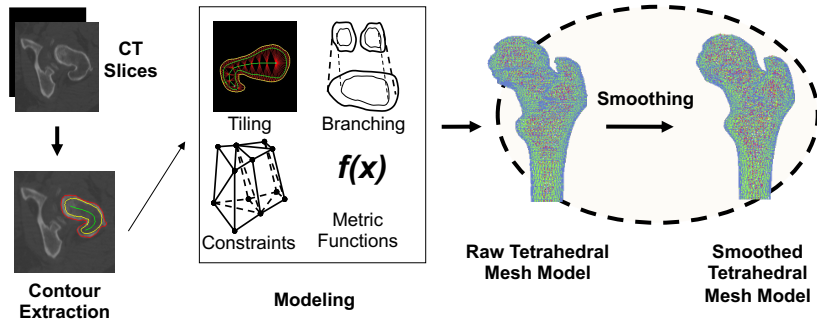 CT
Slices
Contour
Extraction
Tiling
Branching
Constraints
f(x)
Metric
Functions
Modeling
Smoothing
Raw Tetrahedral
Mesh Model
Smoothed
Tetrahedral
Mesh Model